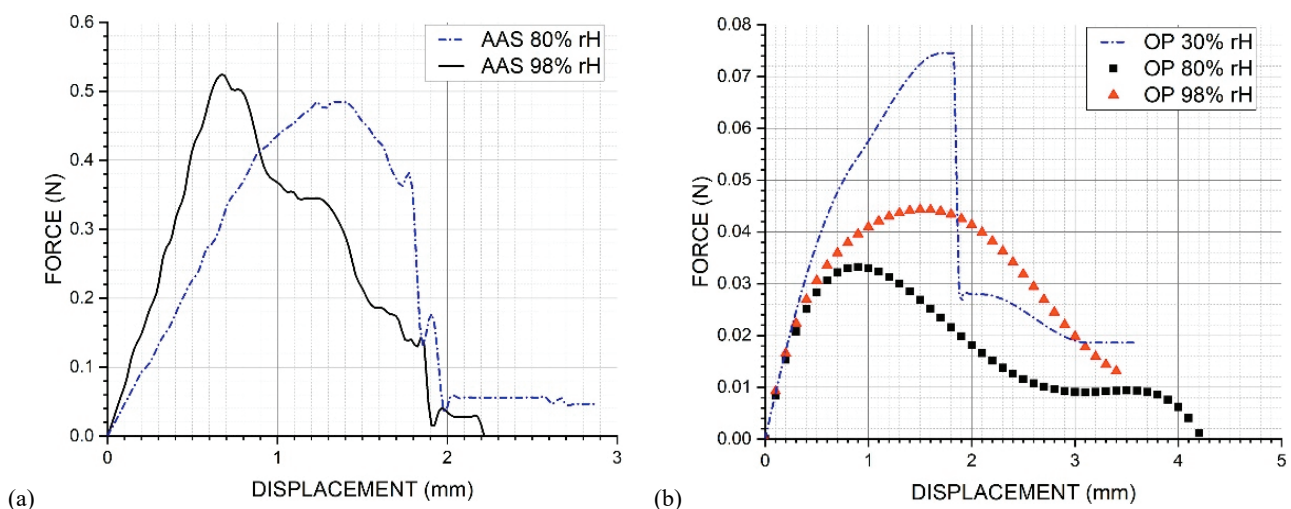 0.6
0.5
0.4
0.3
0.2
0.1
0.0
FORCE (N)
0 1 2 3
DISPLACEMENT (mm)
AAS 80% rH
AAS 98% rH
(a)
0.08
0.07
0.06
0.05
0.04
0.03
0.02
0.01
0.00
FORCE (N)
0 1 2 3 4 5
DISPLACEMENT (mm)
OP 30% rH
OP 80% rH
OP 98% rH
(b)